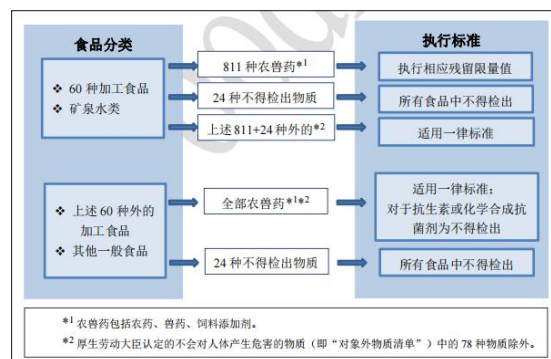 食品分类
执行标准
❖ 60 种加工食品
❖ 矿泉水类
811 种农兽药*1
执行相应残留限量值
24 种不得检出物质
所有食品中不得检出
上述 811+24 种外的*2
适用一律标准
❖ 上述 60 种外的
加工食品
❖ 其他一般食品
全部农兽药*1*2
适用一律标准；
对于抗生素或化学合成抗
菌剂为不得检出
24 种不得检出物质
所有食品中不得检出
*1 农兽药包括农药、兽药、饲料添加剂。
*2 厚生劳动大臣认定的不会对人体产生危害的物质（即“对象外物质清单”）中的 78 种物质除外。